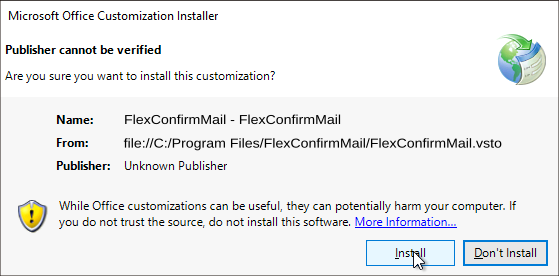 Microsoft Office Customization Installer
Publisher cannot be verified
Are you sure you want to install this customization?
Name: FlexConfirmMail - FlexConfirmMail
From: file://C:/Program Files/FlexConfirmMail/FlexConfirmMail.vsto
Publisher: Unknown Publisher
While Office customizations can be useful, they can potentially harm your computer. If
you do not trust the source, do not install this software. More Information...
Install Don't Install